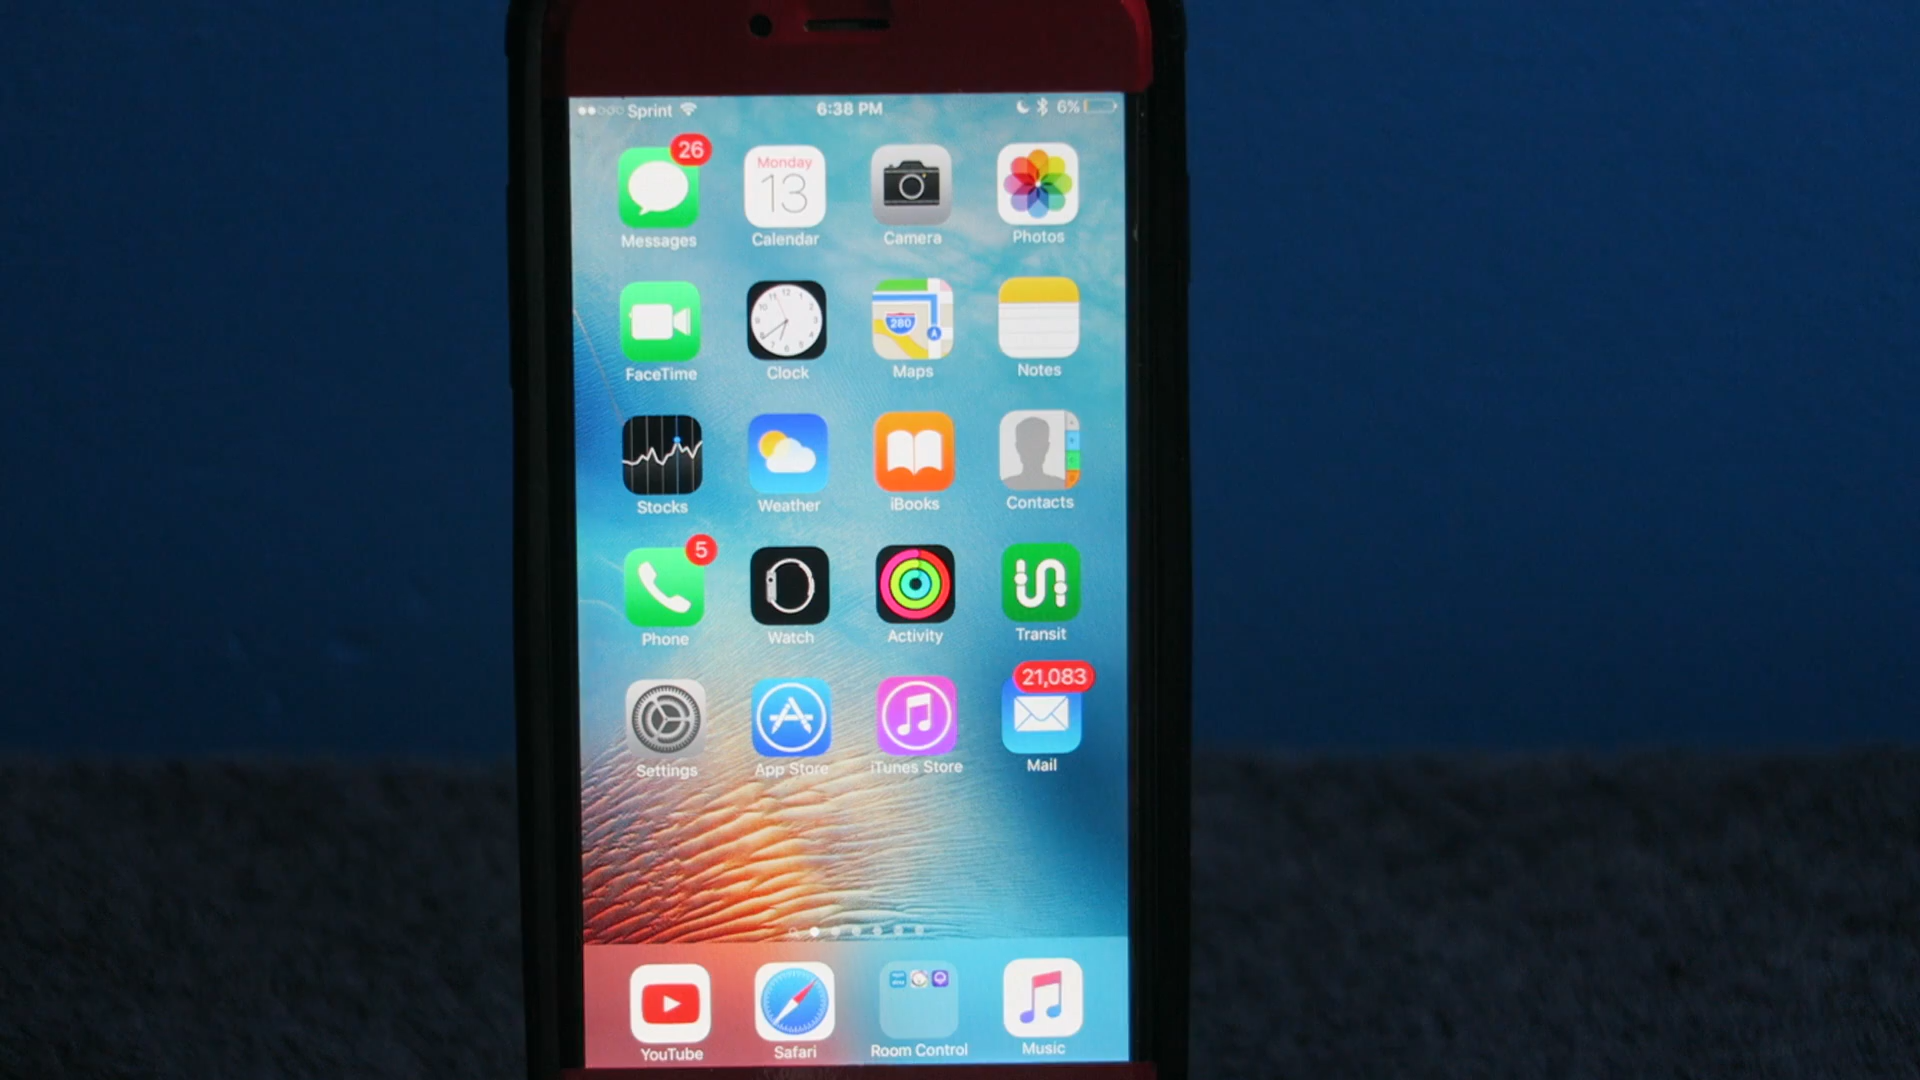 Sprint 6:38 PM 6%
26
Monday
13
Messages Calendar Camera Photos
280
FaceTime Clock Maps Notes
Stocks Weather iBooks Contacts
5
Phone Watch Activity Transit
21,083
Settings App Store iTunes Store Mail
YouTube Safari Room Control Music